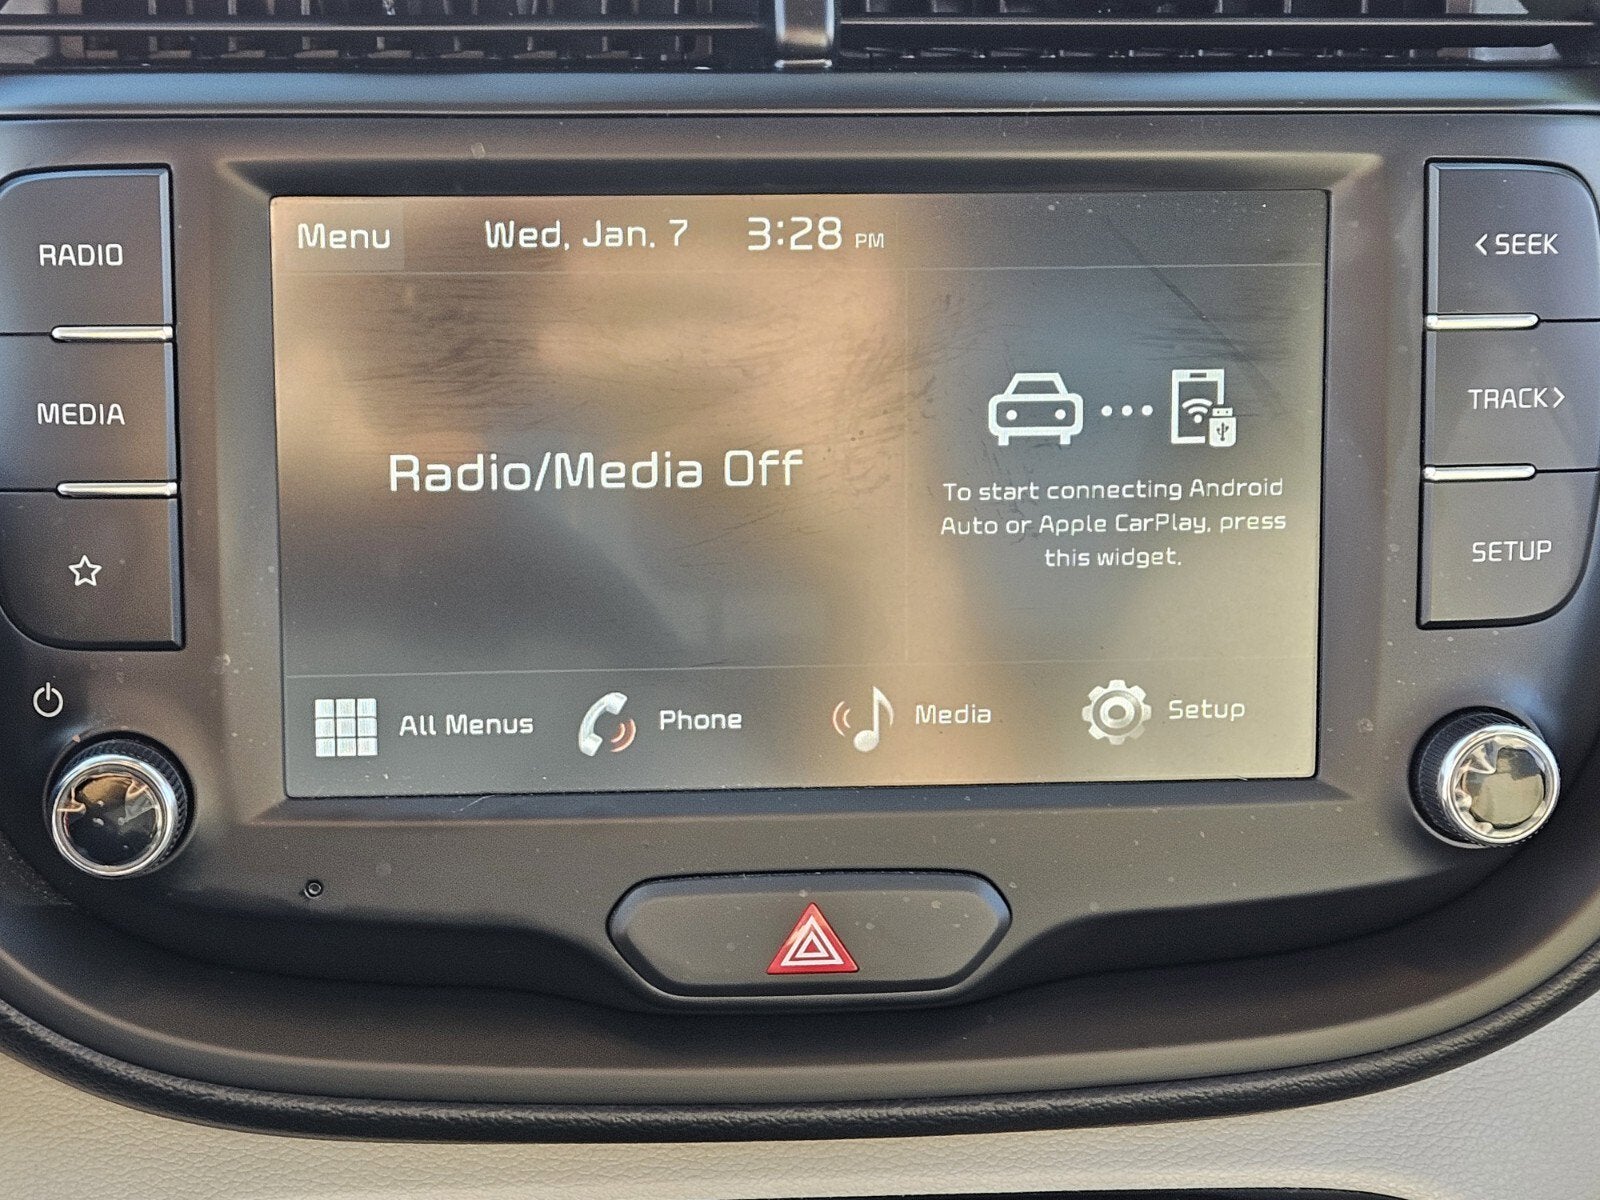 Menu Wed, Jan. 7 3:28 PM
RADIO
MEDIA
Radio/Media Off
To start connecting Android
Auto or Apple CarPlay, press
this widget.
All Menus Phone Media Setup
<SEEK
TRACK>
SETUP